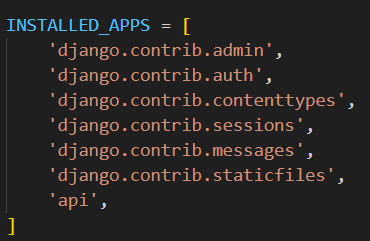 INSTALLED_APPS = [
    'django.contrib.admin',
    'django.contrib.auth',
    'django.contrib.contenttypes',
    'django.contrib.sessions',
    'django.contrib.messages',
    'django.contrib.staticfiles',
    'api',
]